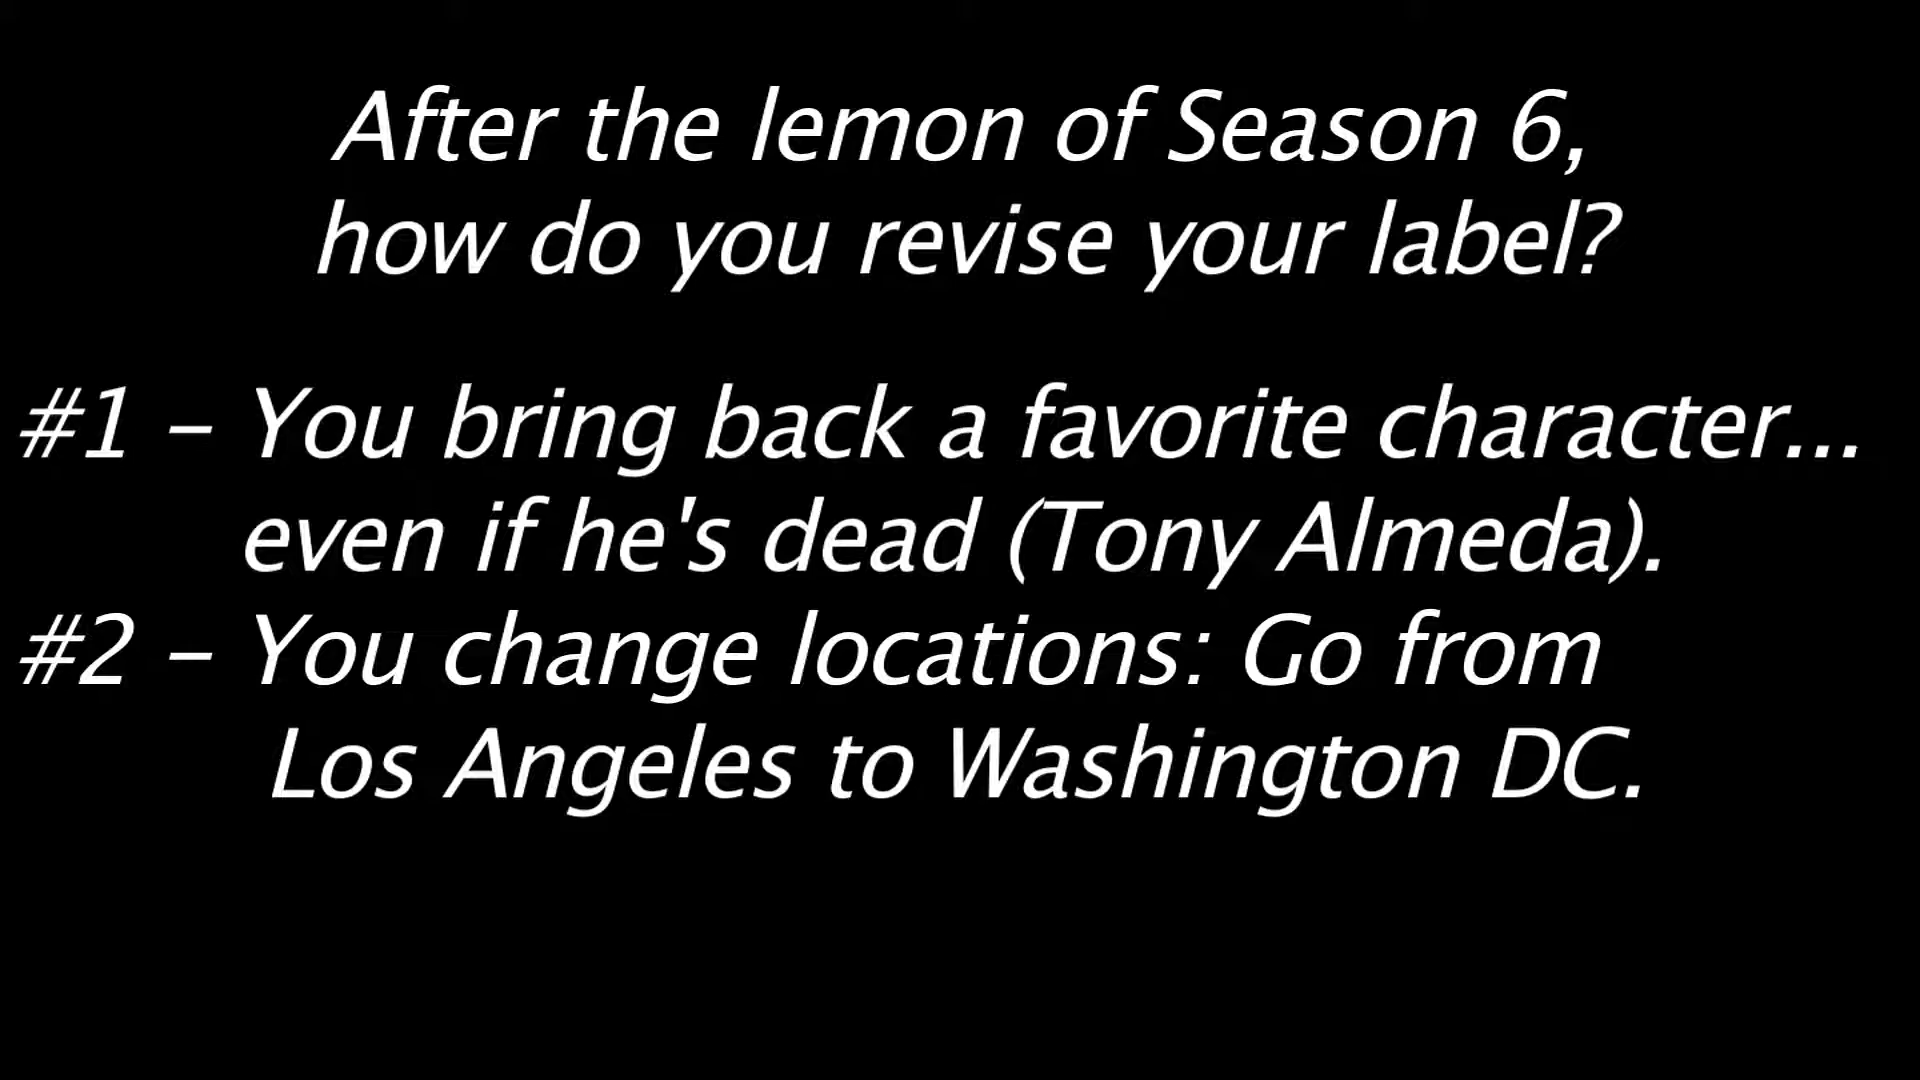 After the lemon of Season 6,
how do you revise your label?
#1 – You bring back a favorite character...
even if he's dead (Tony Almeda).
#2 – You change locations: Go from
Los Angeles to Washington DC.